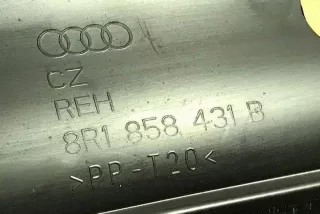 CZ
REH
8R1 858 431 B
>PP-T20<